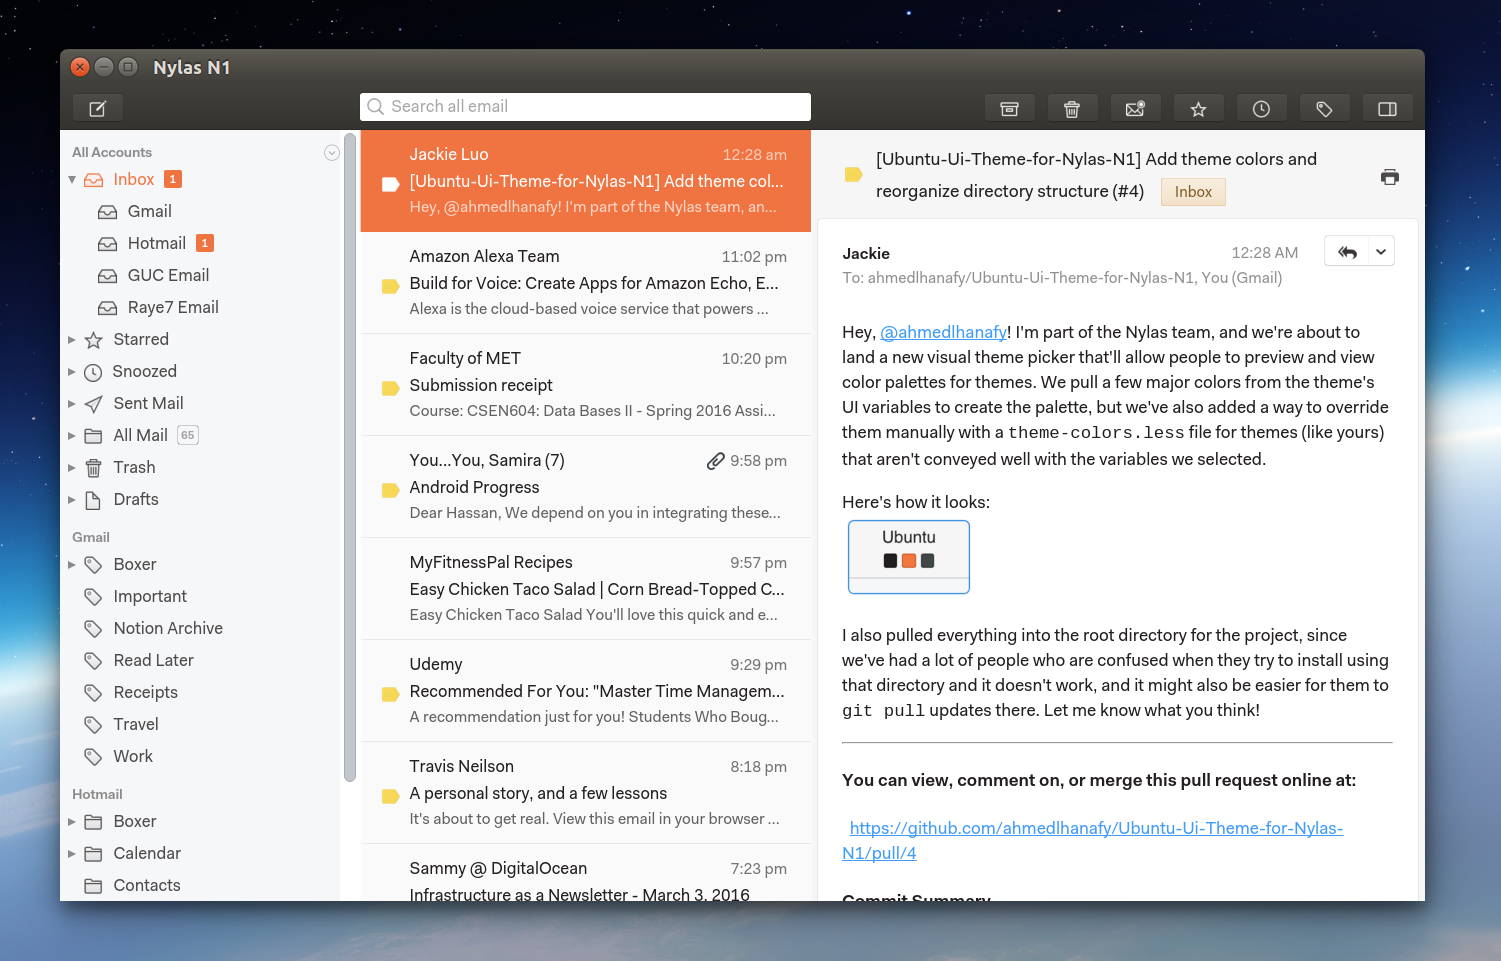 Nylas N1
Search all email
All Accounts
Inbox 1
Gmail
Hotmail 1
GUC Email
Raye7 Email
Starred
Snoozed
Sent Mail
All Mail 65
Trash
Drafts
Gmail
Boxer
Important
Notion Archive
Read Later
Receipts
Travel
Work
Hotmail
Boxer
Calendar
Contacts
Jackie Luo 12:28 am
[Ubuntu-Ui-Theme-for-Nylas-N1] Add theme col...
Hey, @ahmedlhanafy! I'm part of the Nylas team, an...
Amazon Alexa Team 11:02 pm
Build for Voice: Create Apps for Amazon Echo, E...
Alexa is the cloud-based voice service that powers ...
Faculty of MET 10:20 pm
Submission receipt
Course: CSEN604: Data Bases II - Spring 2016 Assi...
You...You, Samira (7) 9:58 pm
Android Progress
Dear Hassan, We depend on you in integrating these...
MyFitnessPal Recipes 9:57 pm
Easy Chicken Taco Salad | Corn Bread-Topped C...
Easy Chicken Taco Salad You'll love this quick and e...
Udemy 9:29 pm
Recommended For You: "Master Time Managem...
A recommendation just for you! Students Who Boug...
Travis Neilson 8:18 pm
A personal story, and a few lessons
It's about to get real. View this email in your browser ...
Sammy @ DigitalOcean 7:23 pm
Infrastructure as a Newsletter - March 3, 2016
[Ubuntu-Ui-Theme-for-Nylas-N1] Add theme colors and
reorganize directory structure (#4) Inbox
Jackie 12:28 AM
To: ahmedlhanafy/Ubuntu-Ui-Theme-for-Nylas-N1, You (Gmail)
Hey, @ahmedlhanafy! I'm part of the Nylas team, and we're about to
land a new visual theme picker that'll allow people to preview and view
color palettes for themes. We pull a few major colors from the theme's
UI variables to create the palette, but we've also added a way to override
them manually with a theme-colors.less file for themes (like yours)
that aren't conveyed well with the variables we selected.
Here's how it looks:
Ubuntu
I also pulled everything into the root directory for the project, since
we've had a lot of people who are confused when they try to install using
that directory and it doesn't work, and it might also be easier for them to
git pull updates there. Let me know what you think!
You can view, comment on, or merge this pull request online at:
https://github.com/ahmedlhanafy/Ubuntu-Ui-Theme-for-Nylas-
N1/pull/4
Commit Summary